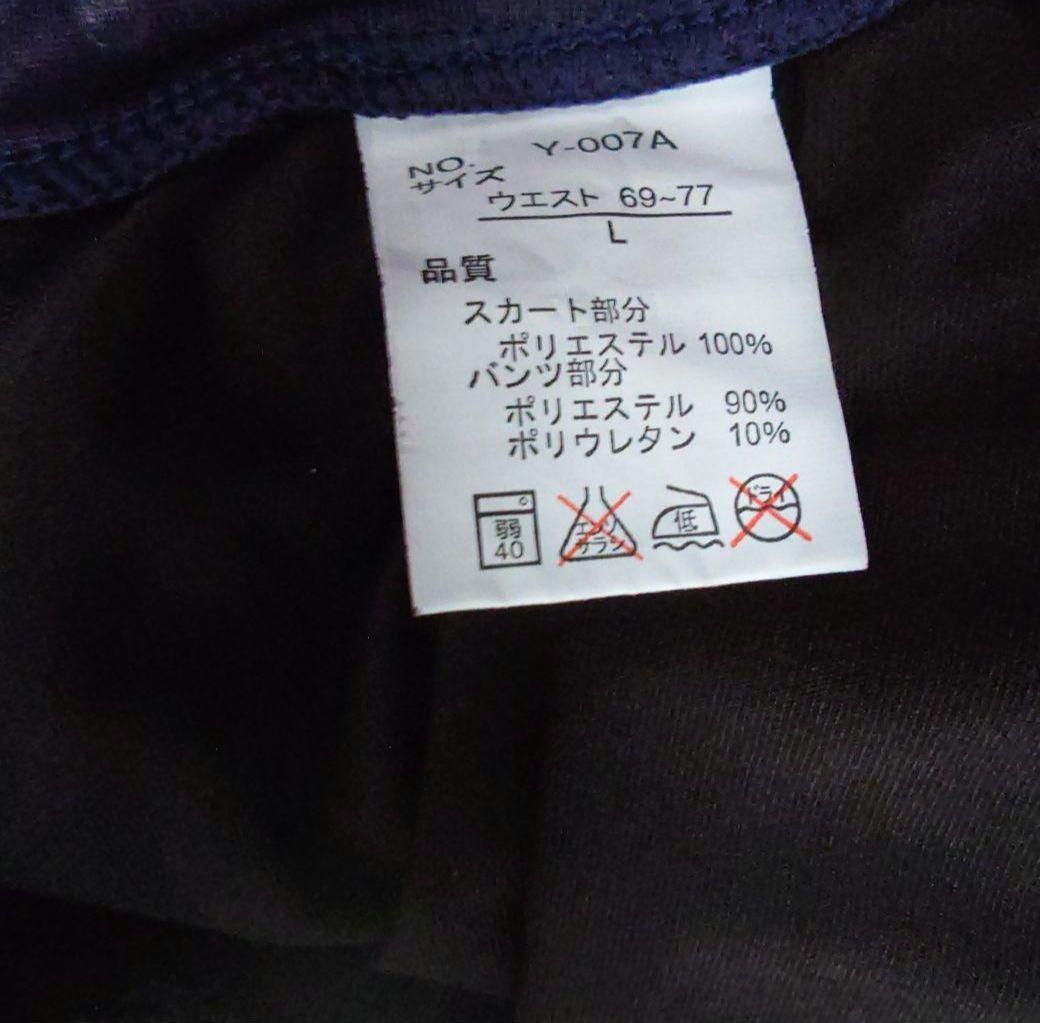 NO. Y-007A
サイズ
ウエスト 69~77
L
品質
スカート部分
ポリエステル 100%
パンツ部分
ポリエステル 90%
ポリウレタン 10%
弱
40
エンソ
サラシ
低
ドライ